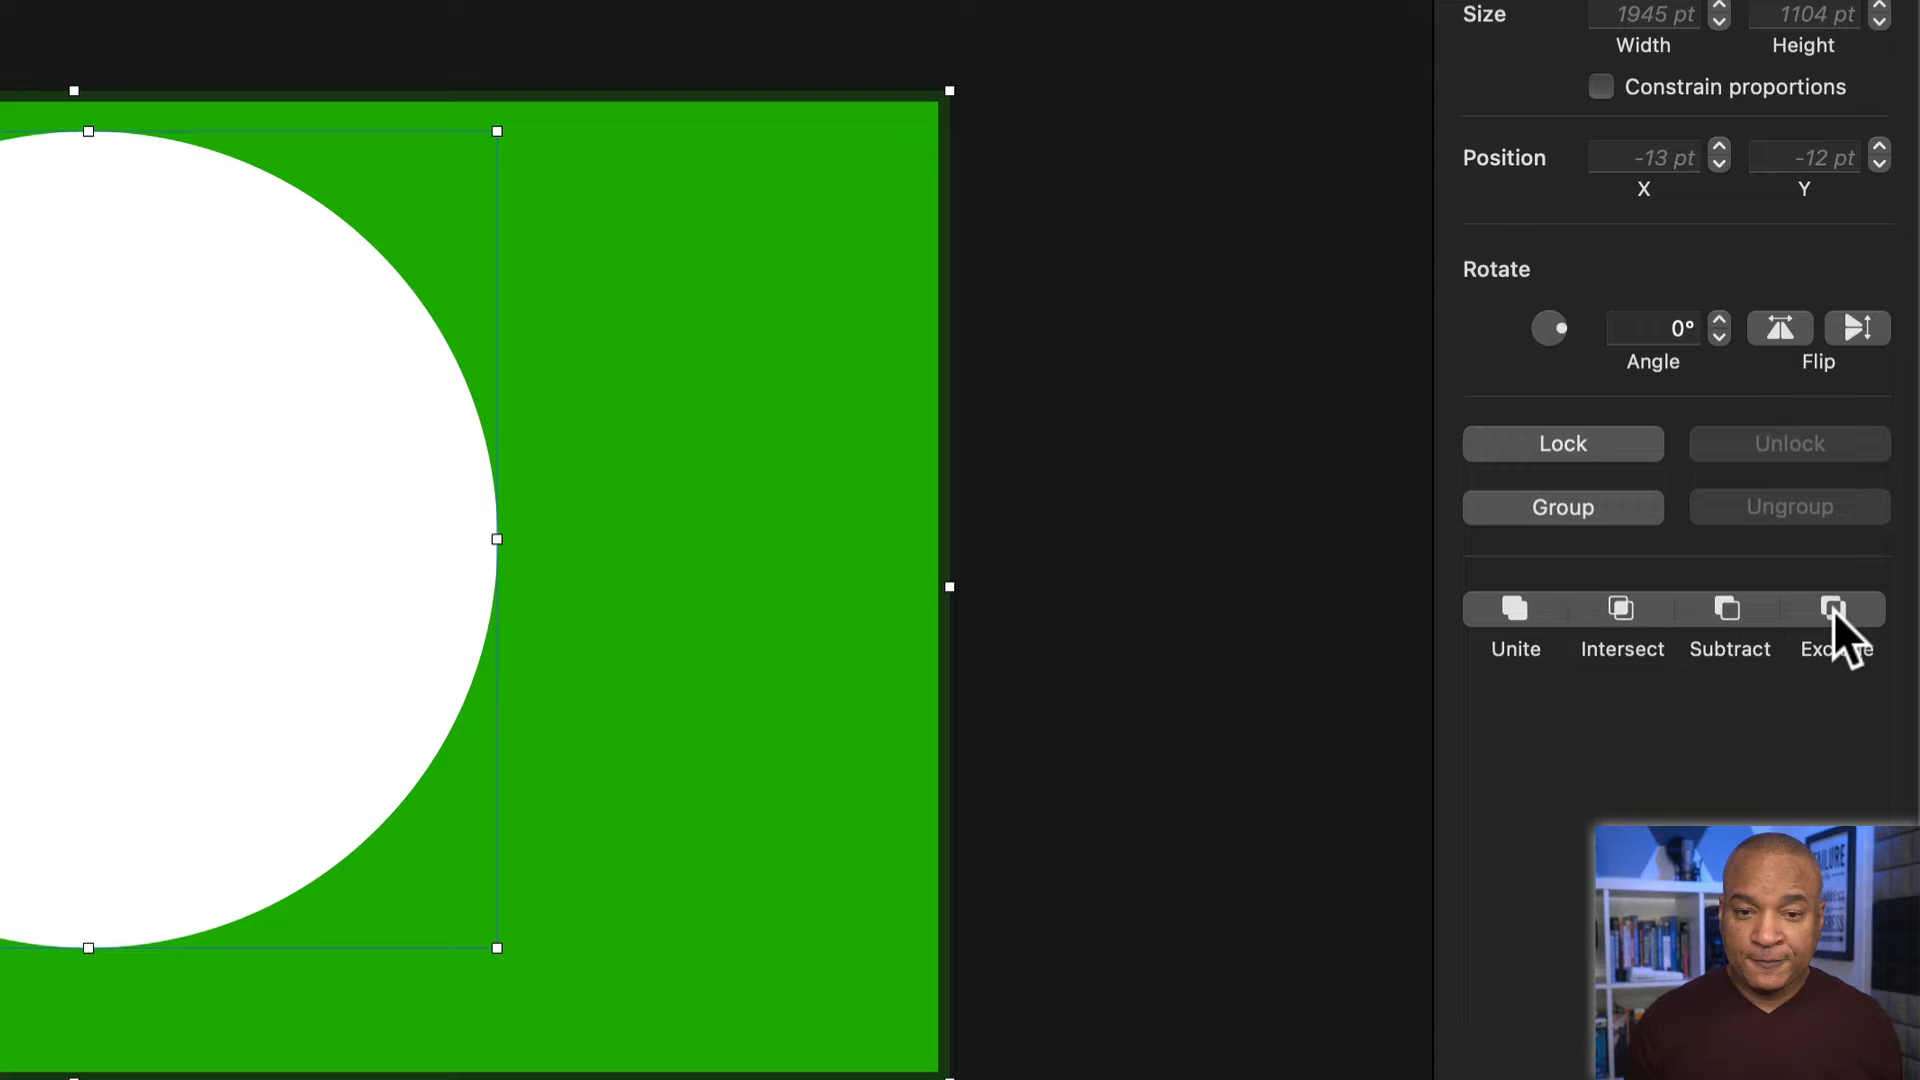 Size 1945 pt 1104 pt
Width Height
Constrain proportions
Position -13 pt -12 pt
X Y
Rotate
0°
Angle Flip
Lock Unlock
Group Ungroup
Unite Intersect Subtract